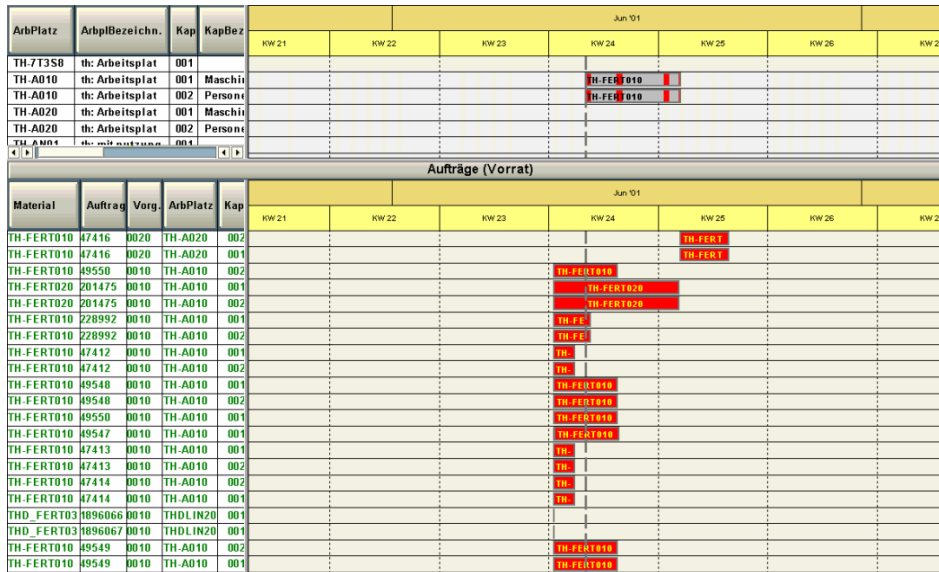 Jun '01
ArbPlatz ArbplBezeichn. Kap KapBez
KW 21 KW 22 KW 23 KW 24 KW 25 KW 26 KW 2
TH-7T3S8 th: Arbeitsplat 001
TH-A010 th: Arbeitsplat 001 Maschi TH-FERT010
TH-A010 th: Arbeitsplat 002 Persone TH-FERT010
TH-A020 th: Arbeitsplat 001 Maschi
TH-A020 th: Arbeitsplat 002 Persone
TH-AN01 th: mit nutzung 001
Aufträge (Vorrat)
Jun '01
Material Auftrag Vorg. ArbPlatz Kap
KW 21 KW 22 KW 23 KW 24 KW 25 KW 26 KW 2
TH-FERT010 47416 0020 TH-A020 002 TH-FERT
TH-FERT010 47416 0020 TH-A020 001 TH-FERT
TH-FERT010 49550 0010 TH-A010 002 TH-FERT010
TH-FERT020 201475 0010 TH-A010 001 TH-FERT020
TH-FERT020 201475 0010 TH-A010 002 TH-FERT020
TH-FERT010 228992 0010 TH-A010 001 TH-FE
TH-FERT010 228992 0010 TH-A010 002 TH-FE
TH-FERT010 47412 0010 TH-A010 001 TH-
TH-FERT010 47412 0010 TH-A010 002 TH-
TH-FERT010 49548 0010 TH-A010 001 TH-FERT010
TH-FERT010 49548 0010 TH-A010 002 TH-FERT010
TH-FERT010 49550 0010 TH-A010 001 TH-FERT010
TH-FERT010 49547 0010 TH-A010 001 TH-FERT010
TH-FERT010 47413 0010 TH-A010 001 TH-
TH-FERT010 47413 0010 TH-A010 002 TH-
TH-FERT010 47414 0010 TH-A010 002 TH-
TH-FERT010 47414 0010 TH-A010 001 TH-
THD_FERT03 1896066 0010 THDLIN20 001
THD_FERT03 1896067 0010 THDLIN20 001
TH-FERT010 49549 0010 TH-A010 002 TH-FERT010
TH-FERT010 49549 0010 TH-A010 001 TH-FERT010